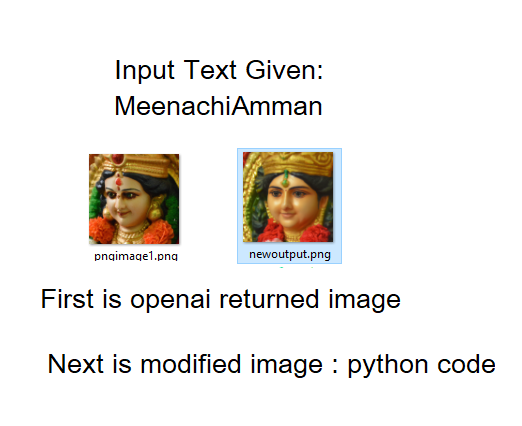 Input Text Given:
MeenachiAmman
pngimage1.png
newoutput.png
First is openai returned image
Next is modified image : python code